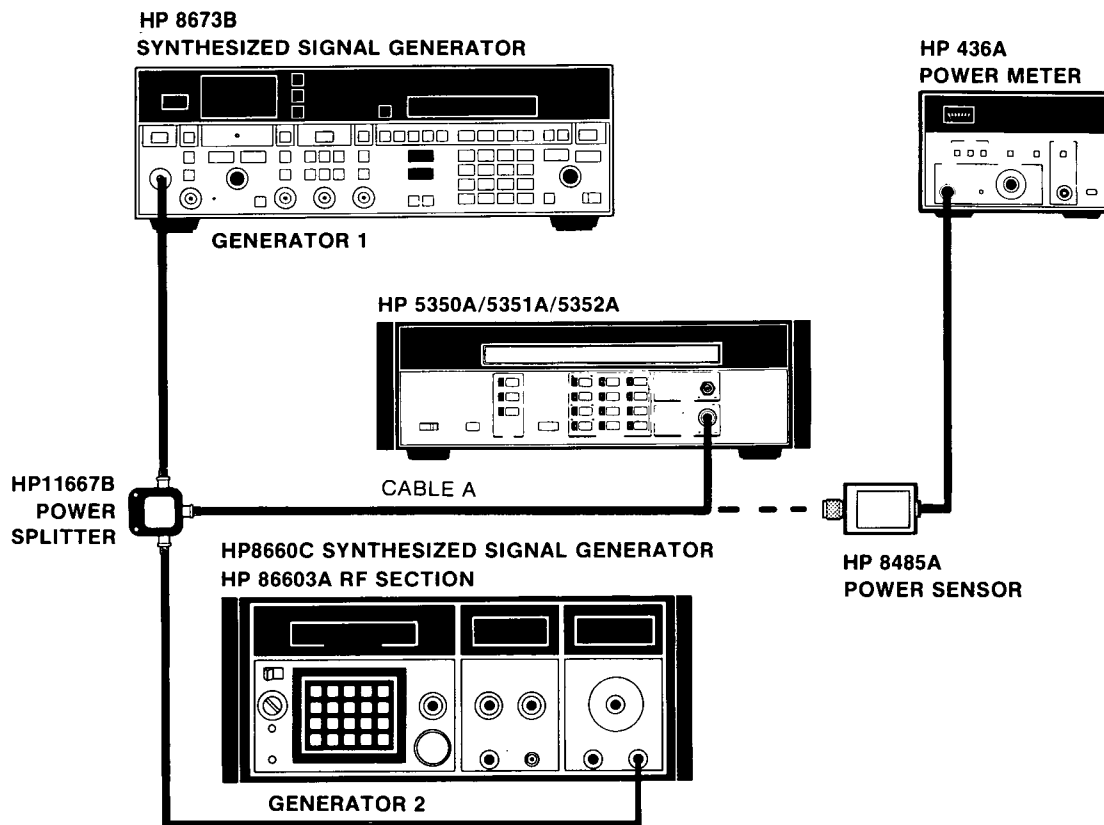 HP 8673B
SYNTHESIZED SIGNAL GENERATOR
HP 436A
POWER METER
GENERATOR 1
HP 5350A/5351A/5352A
HP11667B
POWER
SPLITTER
CABLE A
HP8660C SYNTHESIZED SIGNAL GENERATOR
HP 86603A RF SECTION
HP 8485A
POWER SENSOR
GENERATOR 2